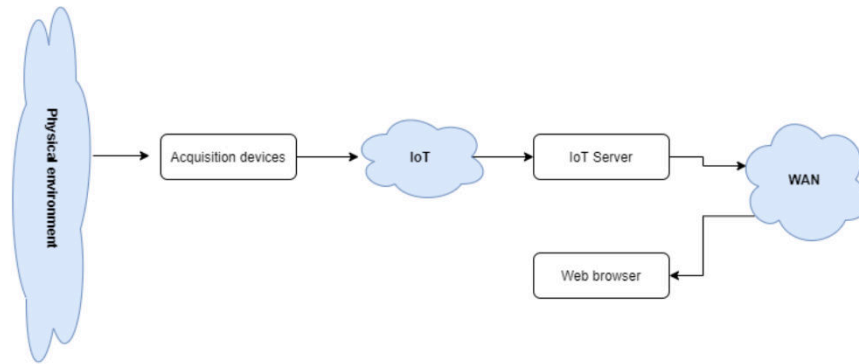 Physical environment
Acquisition devices
IoT
IoT Server
WAN
Web browser